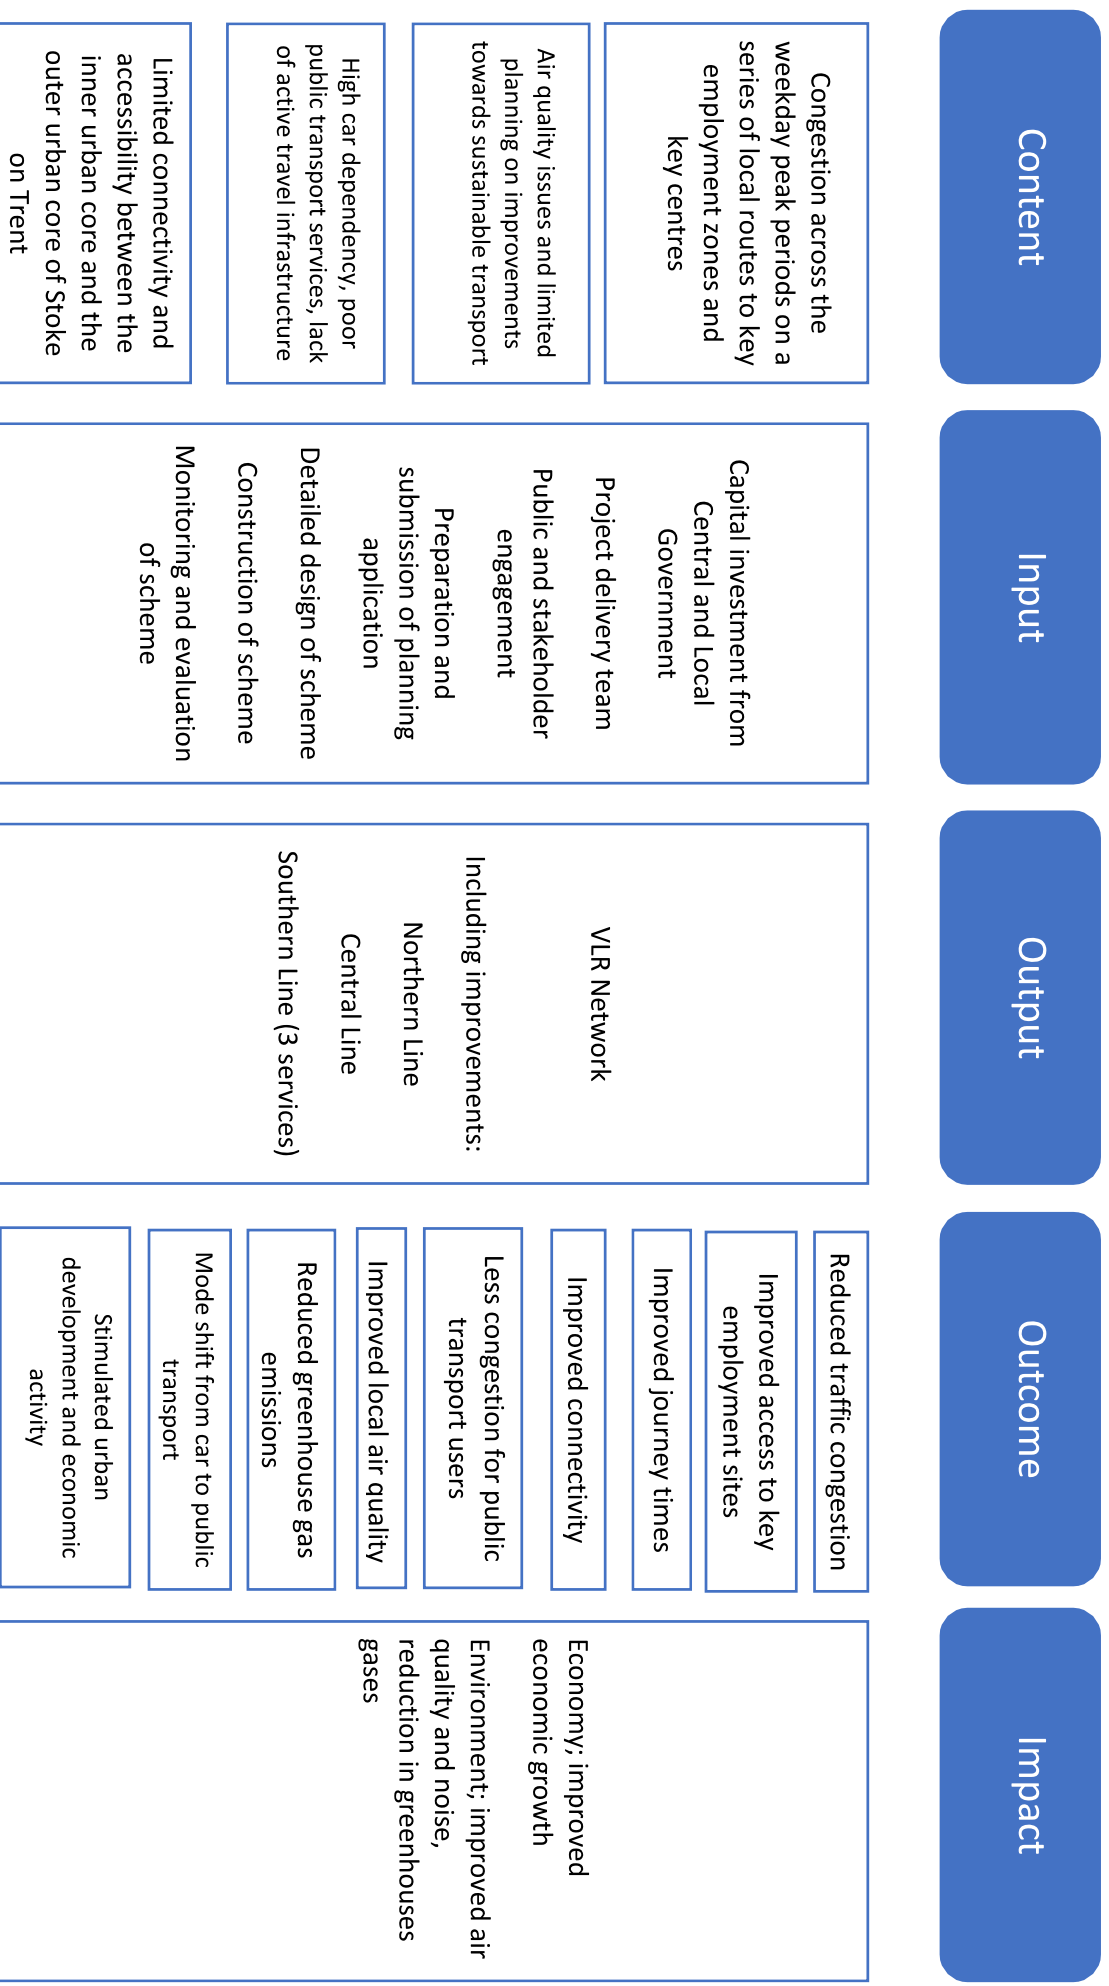 Content
Congestion across the
weekday peak periods on a
series of local routes to key
employment zones and
key centres
Air quality issues and limited
planning on improvements
towards sustainable transport
High car dependency, poor
public transport services, lack
of active travel infrastructure
Limited connectivity and
accessibility between the
inner urban core and the
outer urban core of Stoke
on Trent
Input
Capital investment from
Central and Local
Government
Project delivery team
Public and stakeholder
engagement
Preparation and
submission of planning
application
Detailed design of scheme
Construction of scheme
Monitoring and evaluation
of scheme
Output
VLR Network
Including improvements:
Northern Line
Central Line
Southern Line (3 services)
Outcome
Reduced traffic congestion
Improved access to key
employment sites
Improved journey times
Improved connectivity
Less congestion for public
transport users
Improved local air quality
Reduced greenhouse gas
emissions
Mode shift from car to public
transport
Stimulated urban
development and economic
activity
Impact
Economy; improved
economic growth
Environment; improved air
quality and noise,
reduction in greenhouses
gases